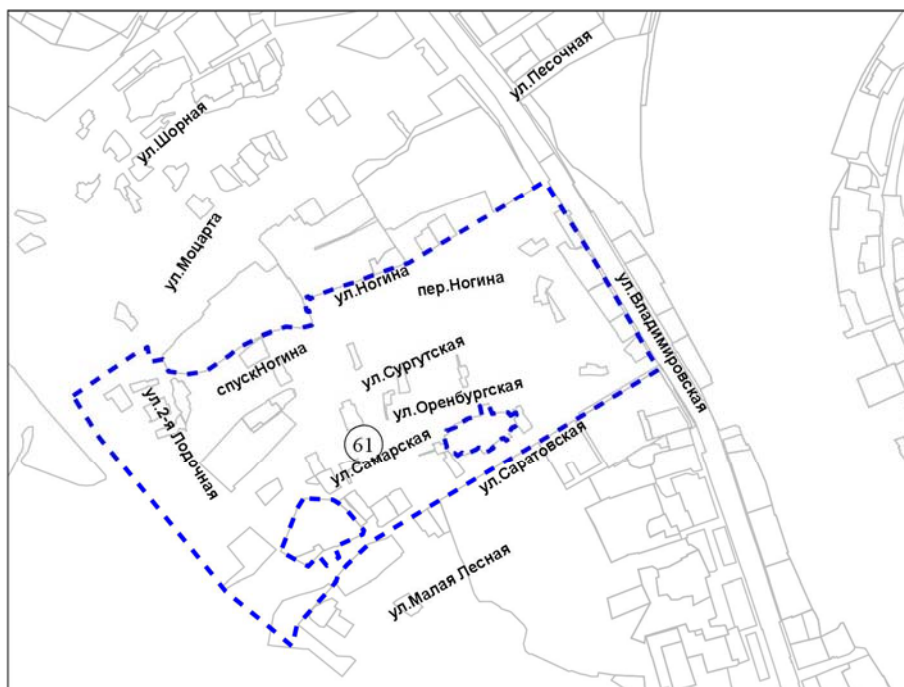 ул.Песочная
ул.Шорная
ул.Моцарта
ул.Ногина
пер.Ногина
ул.Владимировская
спускНогина
ул.Сургутская
ул.2-я Лодочная
ул.Оренбургская
61
ул.Самарская
ул.Саратовская
ул.Малая Лесная